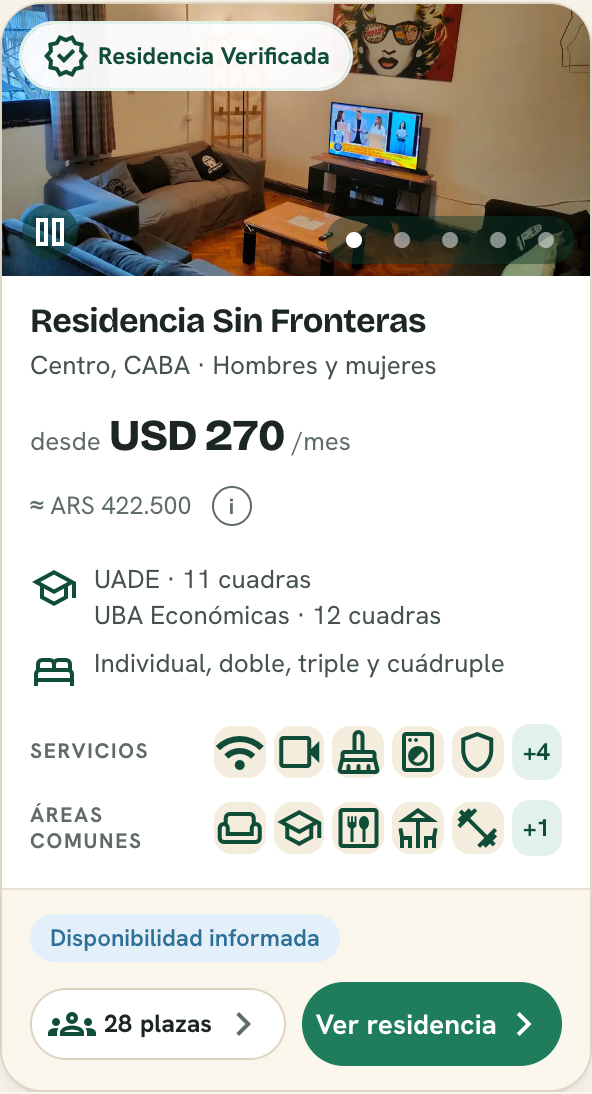 Residencia Verificada
Residencia Sin Fronteras
Centro, CABA · Hombres y mujeres
desde USD 270 /mes
≈ ARS 422.500 i
UADE · 11 cuadras
UBA Económicas · 12 cuadras
Individual, doble, triple y cuádruple
SERVICIOS +4
ÁREAS
COMUNES +1
Disponibilidad informada
28 plazas
Ver residencia